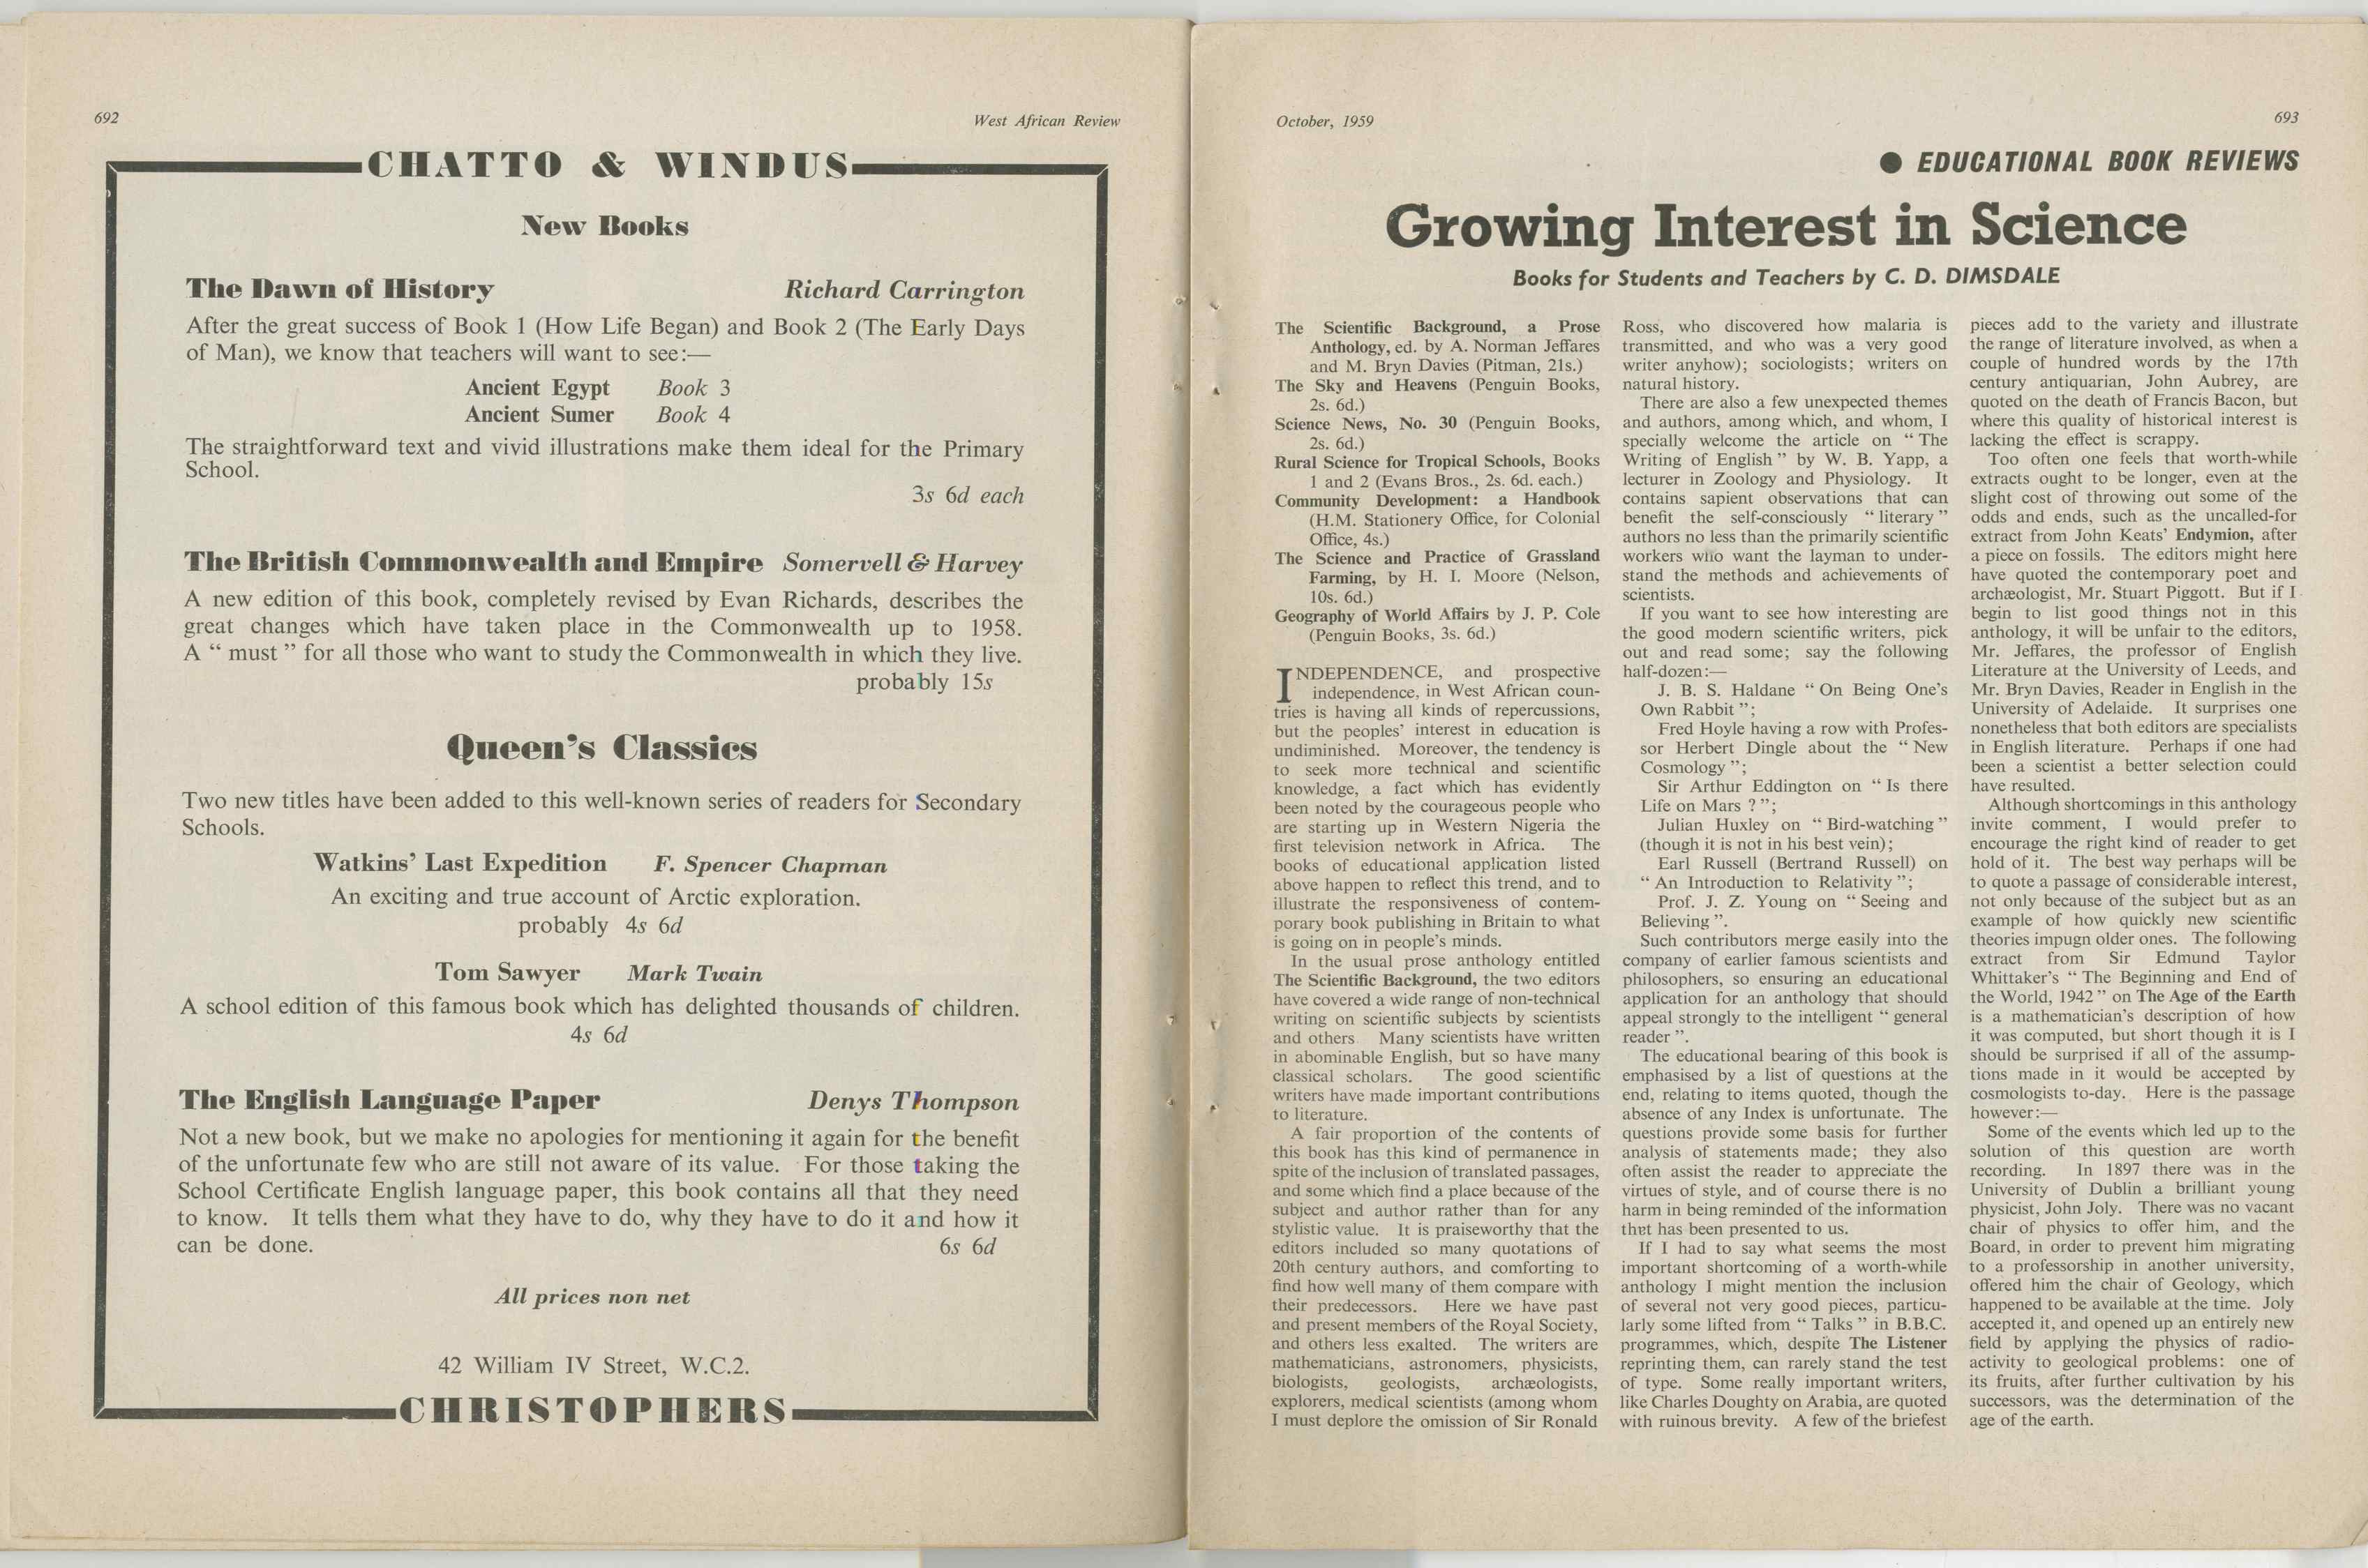 692
West African Review
CHATTO & WINDUS
New Books
The Dawn of History Richard Carrington
After the great success of Book 1 (How Life Began) and Book 2 (The Early Days
of Man), we know that teachers will want to see:—
Ancient Egypt Book 3
Ancient Sumer Book 4
The straightforward text and vivid illustrations make them ideal for the Primary
School.
3s 6d each
The British Commonwealth and Empire Somervell & Harvey
A new edition of this book, completely revised by Evan Richards, describes the
great changes which have taken place in the Commonwealth up to 1958.
A “ must ” for all those who want to study the Commonwealth in which they live.
probably 15s
Queen’s Classics
Two new titles have been added to this well-known series of readers for Secondary
Schools.
Watkins’ Last Expedition F. Spencer Chapman
An exciting and true account of Arctic exploration.
probably 4s 6d
Tom Sawyer Mark Twain
A school edition of this famous book which has delighted thousands of children.
4s 6d
The English Language Paper Denys Thompson
Not a new book, but we make no apologies for mentioning it again for the benefit
of the unfortunate few who are still not aware of its value. For those taking the
School Certificate English language paper, this book contains all that they need
to know. It tells them what they have to do, why they have to do it and how it
can be done. 6s 6d
All prices non net
42 William IV Street, W.C.2.
CHRISTOPHERS
October, 1959
693
● EDUCATIONAL BOOK REVIEWS
Growing Interest in Science
Books for Students and Teachers by C. D. DIMSDALE
The Scientific Background, a Prose
Anthology, ed. by A. Norman Jeffares
and M. Bryn Davies (Pitman, 21s.)
The Sky and Heavens (Penguin Books,
2s. 6d.)
Science News, No. 30 (Penguin Books,
2s. 6d.)
Rural Science for Tropical Schools, Books
1 and 2 (Evans Bros., 2s. 6d. each.)
Community Development: a Handbook
(H.M. Stationery Office, for Colonial
Office, 4s.)
The Science and Practice of Grassland
Farming, by H. I. Moore (Nelson,
10s. 6d.)
Geography of World Affairs by J. P. Cole
(Penguin Books, 3s. 6d.)
INDEPENDENCE, and prospective
independence, in West African coun-
tries is having all kinds of repercussions,
but the peoples’ interest in education is
undiminished. Moreover, the tendency is
to seek more technical and scientific
knowledge, a fact which has evidently
been noted by the courageous people who
are starting up in Western Nigeria the
first television network in Africa. The
books of educational application listed
above happen to reflect this trend, and to
illustrate the responsiveness of contem-
porary book publishing in Britain to what
is going on in people’s minds.
In the usual prose anthology entitled
The Scientific Background, the two editors
have covered a wide range of non-technical
writing on scientific subjects by scientists
and others Many scientists have written
in abominable English, but so have many
classical scholars. The good scientific
writers have made important contributions
to literature.
A fair proportion of the contents of
this book has this kind of permanence in
spite of the inclusion of translated passages,
and some which find a place because of the
subject and author rather than for any
stylistic value. It is praiseworthy that the
editors included so many quotations of
20th century authors, and comforting to
find how well many of them compare with
their predecessors. Here we have past
and present members of the Royal Society,
and others less exalted. The writers are
mathematicians, astronomers, physicists,
biologists, geologists, archæologists,
explorers, medical scientists (among whom
I must deplore the omission of Sir Ronald
Ross, who discovered how malaria is
transmitted, and who was a very good
writer anyhow); sociologists; writers on
natural history.
There are also a few unexpected themes
and authors, among which, and whom, I
specially welcome the article on “ The
Writing of English ” by W. B. Yapp, a
lecturer in Zoology and Physiology. It
contains sapient observations that can
benefit the self-consciously “ literary ”
authors no less than the primarily scientific
workers who want the layman to under-
stand the methods and achievements of
scientists.
If you want to see how interesting are
the good modern scientific writers, pick
out and read some; say the following
half-dozen:—
J. B. S. Haldane “ On Being One’s
Own Rabbit ”;
Fred Hoyle having a row with Profes-
sor Herbert Dingle about the “ New
Cosmology ”;
Sir Arthur Eddington on “ Is there
Life on Mars ? ”;
Julian Huxley on “ Bird-watching ”
(though it is not in his best vein);
Earl Russell (Bertrand Russell) on
“ An Introduction to Relativity ”;
Prof. J. Z. Young on “ Seeing and
Believing ”.
Such contributors merge easily into the
company of earlier famous scientists and
philosophers, so ensuring an educational
application for an anthology that should
appeal strongly to the intelligent “ general
reader ”.
The educational bearing of this book is
emphasised by a list of questions at the
end, relating to items quoted, though the
absence of any Index is unfortunate. The
questions provide some basis for further
analysis of statements made; they also
often assist the reader to appreciate the
virtues of style, and of course there is no
harm in being reminded of the information
thet has been presented to us.
If I had to say what seems the most
important shortcoming of a worth-while
anthology I might mention the inclusion
of several not very good pieces, particu-
larly some lifted from “ Talks ” in B.B.C.
programmes, which, despite The Listener
reprinting them, can rarely stand the test
of type. Some really important writers,
like Charles Doughty on Arabia, are quoted
with ruinous brevity. A few of the briefest
pieces add to the variety and illustrate
the range of literature involved, as when a
couple of hundred words by the 17th
century antiquarian, John Aubrey, are
quoted on the death of Francis Bacon, but
where this quality of historical interest is
lacking the effect is scrappy.
Too often one feels that worth-while
extracts ought to be longer, even at the
slight cost of throwing out some of the
odds and ends, such as the uncalled-for
extract from John Keats’ Endymion, after
a piece on fossils. The editors might here
have quoted the contemporary poet and
archæologist, Mr. Stuart Piggott. But if I
begin to list good things not in this
anthology, it will be unfair to the editors,
Mr. Jeffares, the professor of English
Literature at the University of Leeds, and
Mr. Bryn Davies, Reader in English in the
University of Adelaide. It surprises one
nonetheless that both editors are specialists
in English literature. Perhaps if one had
been a scientist a better selection could
have resulted.
Although shortcomings in this anthology
invite comment, I would prefer to
encourage the right kind of reader to get
hold of it. The best way perhaps will be
to quote a passage of considerable interest,
not only because of the subject but as an
example of how quickly new scientific
theories impugn older ones. The following
extract from Sir Edmund Taylor
Whittaker’s “ The Beginning and End of
the World, 1942 ” on The Age of the Earth
is a mathematician’s description of how
it was computed, but short though it is I
should be surprised if all of the assump-
tions made in it would be accepted by
cosmologists to-day. Here is the passage
however:—
Some of the events which led up to the
solution of this question are worth
recording. In 1897 there was in the
University of Dublin a brilliant young
physicist, John Joly. There was no vacant
chair of physics to offer him, and the
Board, in order to prevent him migrating
to a professorship in another university,
offered him the chair of Geology, which
happened to be available at the time. Joly
accepted it, and opened up an entirely new
field by applying the physics of radio-
activity to geological problems: one of
its fruits, after further cultivation by his
successors, was the determination of the
age of the earth.